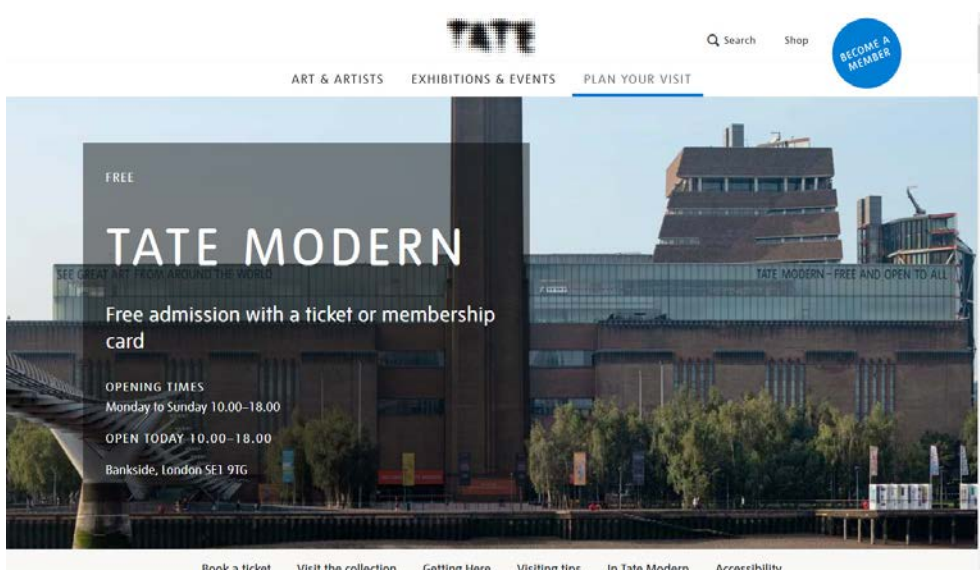 TATE
Search
Shop
BECOME A
MEMBER
ART & ARTISTS
EXHIBITIONS & EVENTS
PLAN YOUR VISIT
FREE
TATE MODERN
SEE GREAT ART FROM AROUND THE WORLD
TATE MODERN – FREE AND OPEN TO ALL
Free admission with a ticket or membership
card
OPENING TIMES
Monday to Sunday 10.00–18.00
OPEN TODAY 10.00–18.00
Bankside, London SE1 9TG
Book a ticket
Visit the collection
Getting Here
Visiting tips
In Tate Modern
Accessibility